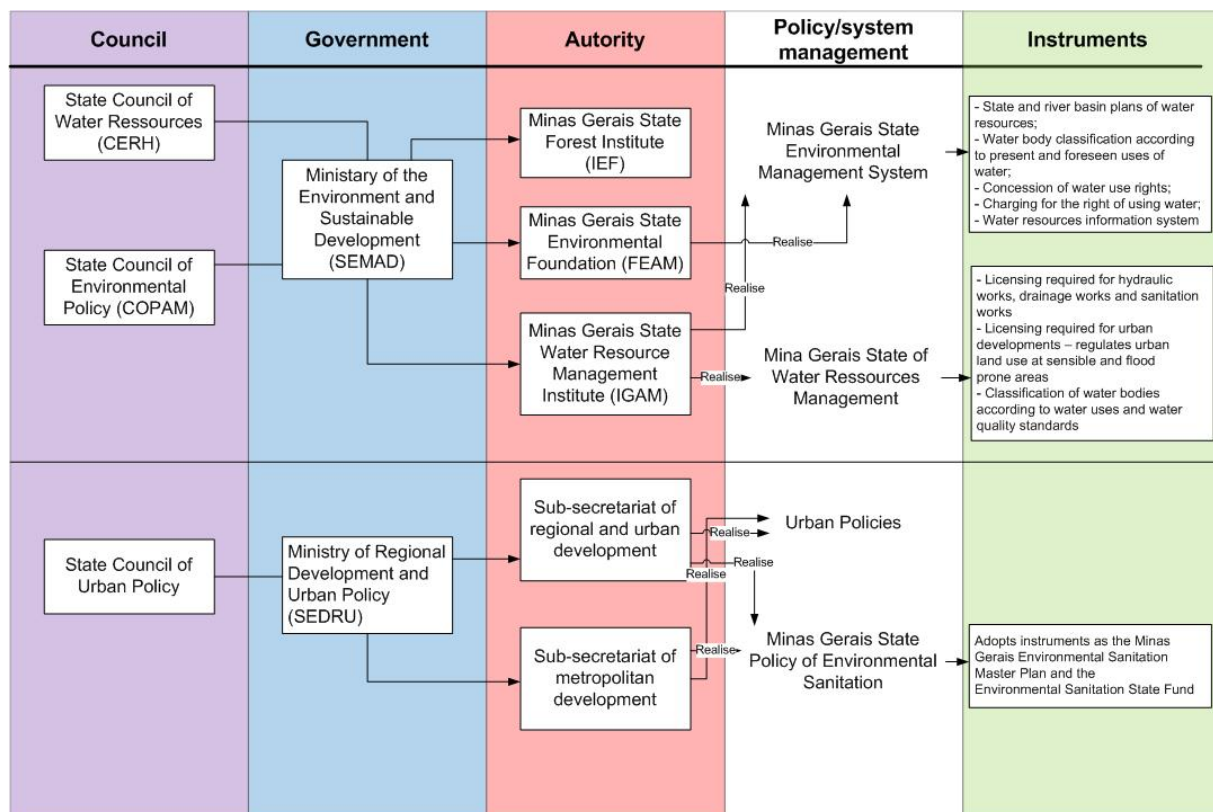 Council
Government
Autority
Policy/system
management
Instruments
State Council of
Water Ressources
(CERH)
State Council of
Environmental
Policy (COPAM)
Ministary of the
Environment and
Sustainable
Development
(SEMAD)
Minas Gerais State
Forest Institute
(IEF)
Minas Gerais State
Environmental
Foundation (FEAM)
Minas Gerais State
Water Resource
Management
Institute (IGAM)
Realise
Realise
Realise
Minas Gerais State
Environmental
Management System
Mina Gerais State of
Water Ressources
Management
- State and river basin plans of water
resources;
- Water body classification according
to present and foreseen uses of
water;
- Concession of water use rights;
- Charging for the right of using water;
- Water resources information system
- Licensing required for hydraulic
works, drainage works and sanitation
works
- Licensing required for urban
developments – regulates urban
land use at sensible and flood
prone areas
- Classification of water bodies
according to water uses and water
quality standards
State Council of
Urban Policy
Ministry of Regional
Development and
Urban Policy
(SEDRU)
Sub-secretariat of
regional and urban
development
Sub-secretariat of
metropolitan
development
Realise
Realise
Realise
Realise
Urban Policies
Minas Gerais State
Policy of Environmental
Sanitation
Adopts instruments as the Minas
Gerais Environmental Sanitation
Master Plan and the
Environmental Sanitation State Fund